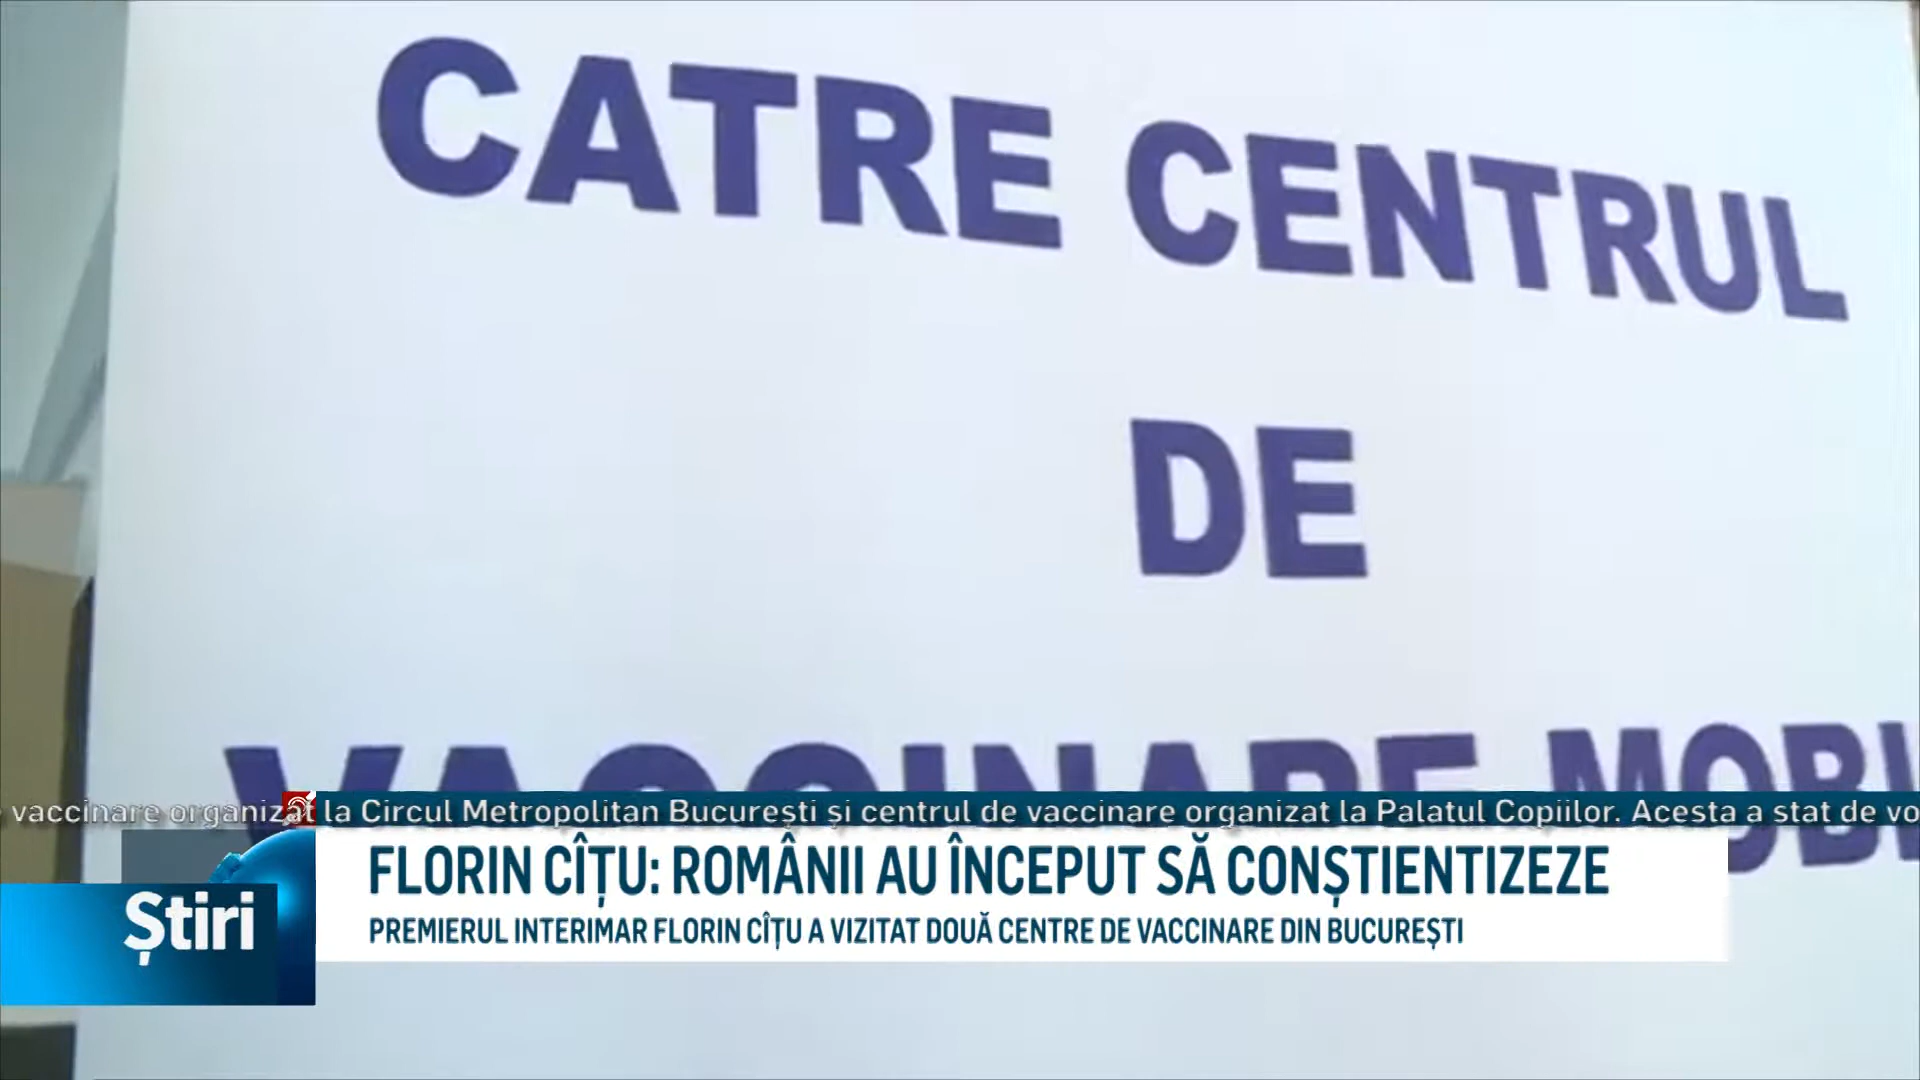 CATRE CENTRUL
DE
VACCINARE MOBI
vaccinare organizat la Circul Metropolitan București și centrul de vaccinare organizat la Palatul Copiilor. Acesta a stat de vo
FLORIN CÎȚU: ROMÂNII AU ÎNCEPUT SĂ CONȘTIENTIZEZE
PREMIERUL INTERIMAR FLORIN CÎȚU A VIZITAT DOUĂ CENTRE DE VACCINARE DIN BUCUREȘTI
Știri